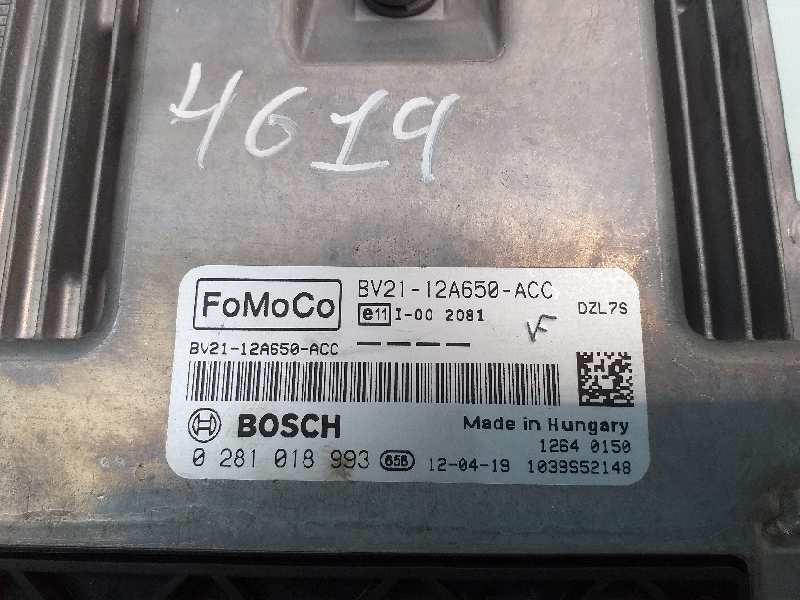 4619
FoMoCo BV21-12A650-ACC
e11 I-00 2081 DZL7S
VF
BV21-12A650-ACC ————
BOSCH Made in Hungary
1264 0150
0 281 018 993 65B 12-04-19 1039S52148